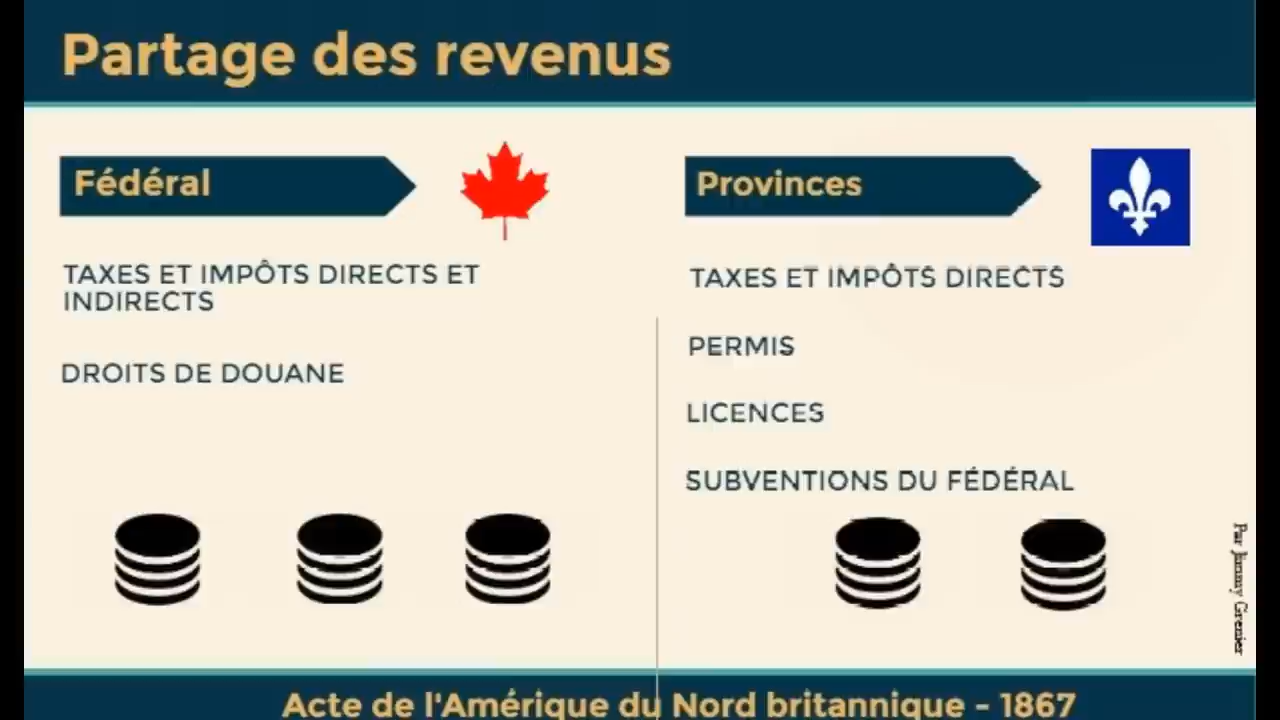 Partage des revenus
Fédéral
TAXES ET IMPÔTS DIRECTS ET
INDIRECTS
DROITS DE DOUANE
Provinces
TAXES ET IMPÔTS DIRECTS
PERMIS
LICENCES
SUBVENTIONS DU FÉDÉRAL
Par Jimmy Grenier
Acte de l'Amérique du Nord britannique - 1867